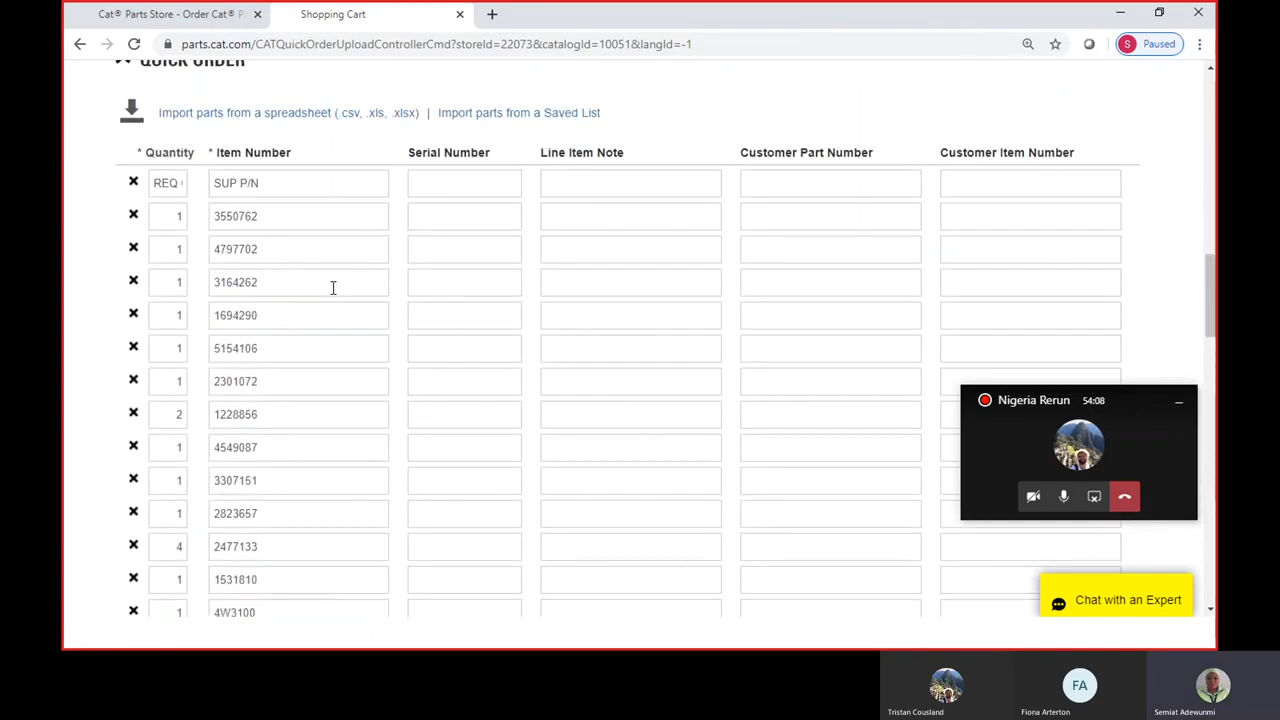 Cat® Parts Store - Order Cat® P
Shopping Cart
parts.cat.com/CATQuickOrderUploadControllerCmd?storeId=22073&catalogId=10051&langId=-1
S Paused
QUICK ORDER
Import parts from a spreadsheet (.csv, .xls, .xlsx) | Import parts from a Saved List
* Quantity * Item Number Serial Number Line Item Note Customer Part Number Customer Item Number
REQ SUP P/N
1 3550762
1 4797702
1 3164262
1 1694290
1 5154106
1 2301072
2 1228856
1 4549087
1 3307151
1 2823657
4 2477133
1 1531810
1 4W3100
Nigeria Rerun 54:08
Chat with an Expert
FA
Tristan Cousland Fiona Arterton Semiat Adewunmi